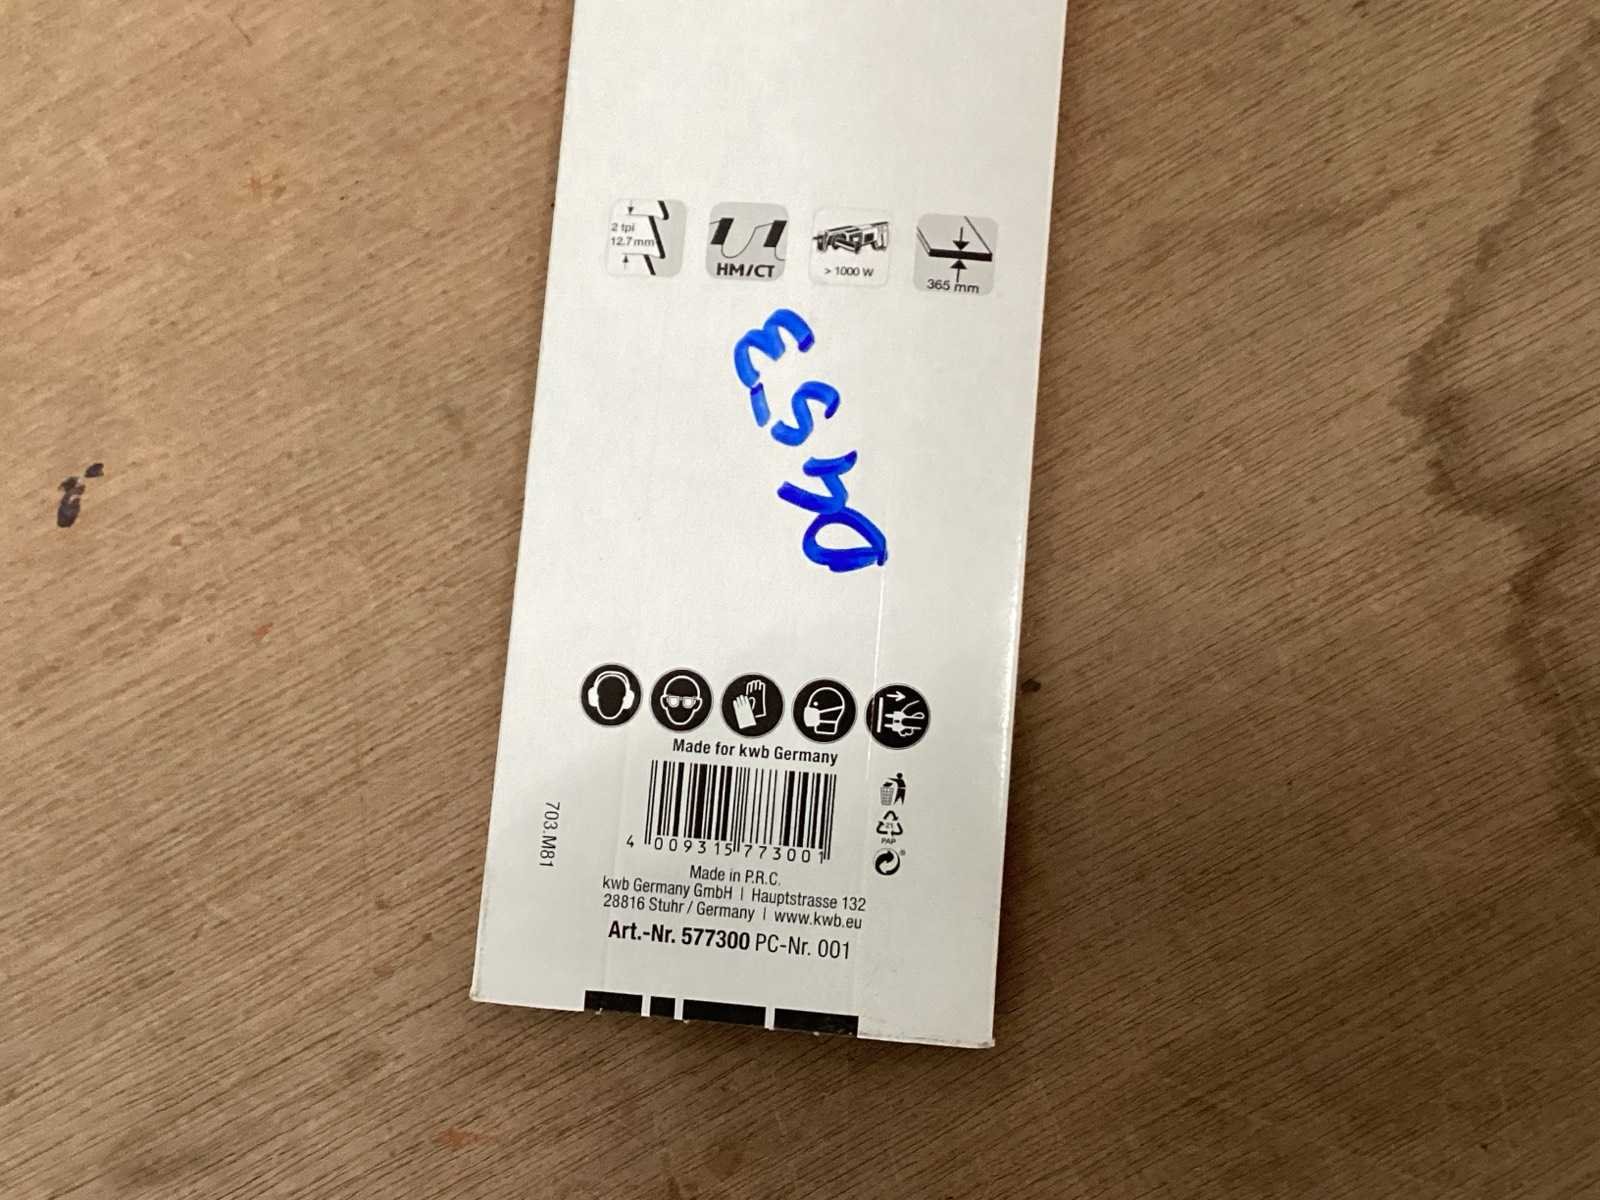 2 tpi
12.7 mm
HM/CT
> 1000 W
365 mm
Made for kwb Germany
4 009315 773001
703.M81
21
PAP
Made in P.R.C.
kwb Germany GmbH | Hauptstrasse 132
28816 Stuhr / Germany | www.kwb.eu
Art.-Nr. 577300 PC-Nr. 001